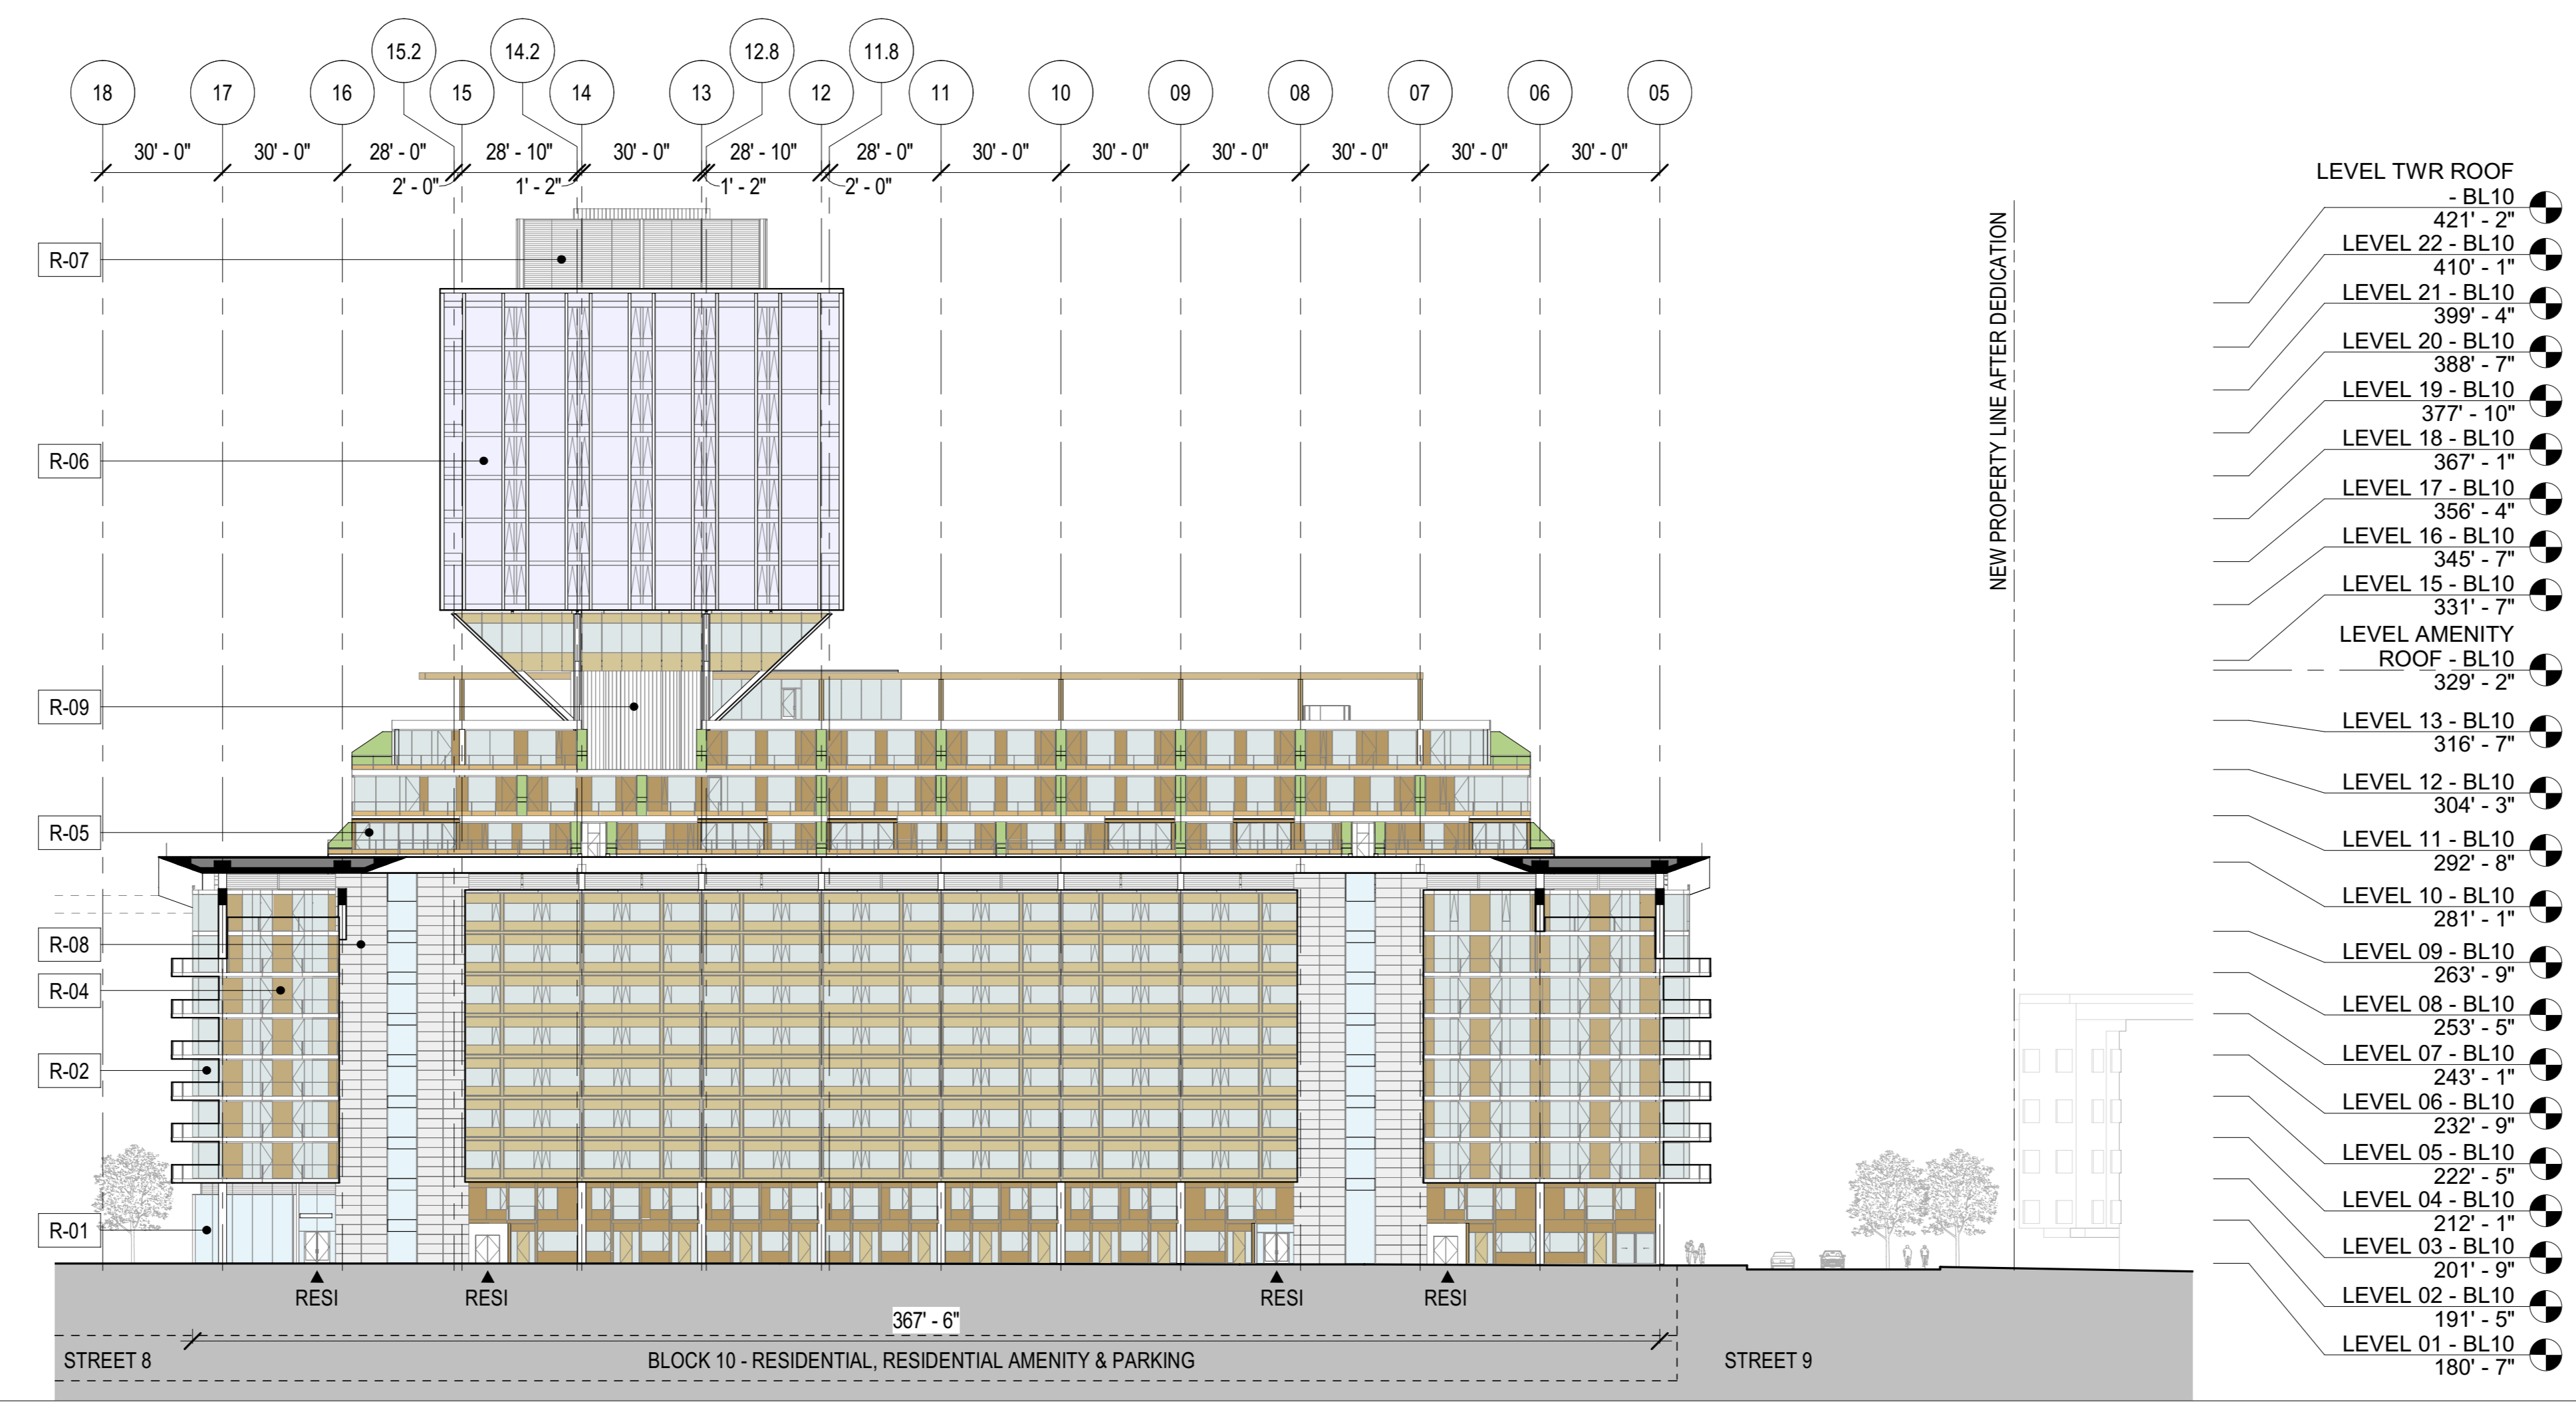 15.2
14.2
12.8
11.8
18
17
16
15
14
13
12
11
10
09
08
07
06
05
30' - 0"
30' - 0"
28' - 0"
28' - 10"
30' - 0"
28' - 10"
28' - 0"
30' - 0"
30' - 0"
30' - 0"
30' - 0"
30' - 0"
30' - 0"
2' - 0"
1' - 2"
1' - 2"
2' - 0"
R-07
R-06
R-09
R-05
R-08
R-04
R-02
R-01
NEW PROPERTY LINE AFTER DEDICATION
LEVEL TWR ROOF
- BL10
421' - 2"
LEVEL 22 - BL10
410' - 1"
LEVEL 21 - BL10
399' - 4"
LEVEL 20 - BL10
388' - 7"
LEVEL 19 - BL10
377' - 10"
LEVEL 18 - BL10
367' - 1"
LEVEL 17 - BL10
356' - 4"
LEVEL 16 - BL10
345' - 7"
LEVEL 15 - BL10
331' - 7"
LEVEL AMENITY
ROOF - BL10
329' - 2"
LEVEL 13 - BL10
316' - 7"
LEVEL 12 - BL10
304' - 3"
LEVEL 11 - BL10
292' - 8"
LEVEL 10 - BL10
281' - 1"
LEVEL 09 - BL10
263' - 9"
LEVEL 08 - BL10
253' - 5"
LEVEL 07 - BL10
243' - 1"
LEVEL 06 - BL10
232' - 9"
LEVEL 05 - BL10
222' - 5"
LEVEL 04 - BL10
212' - 1"
LEVEL 03 - BL10
201' - 9"
LEVEL 02 - BL10
191' - 5"
LEVEL 01 - BL10
180' - 7"
RESI
RESI
RESI
RESI
367' - 6"
STREET 8
BLOCK 10 - RESIDENTIAL, RESIDENTIAL AMENITY & PARKING
STREET 9